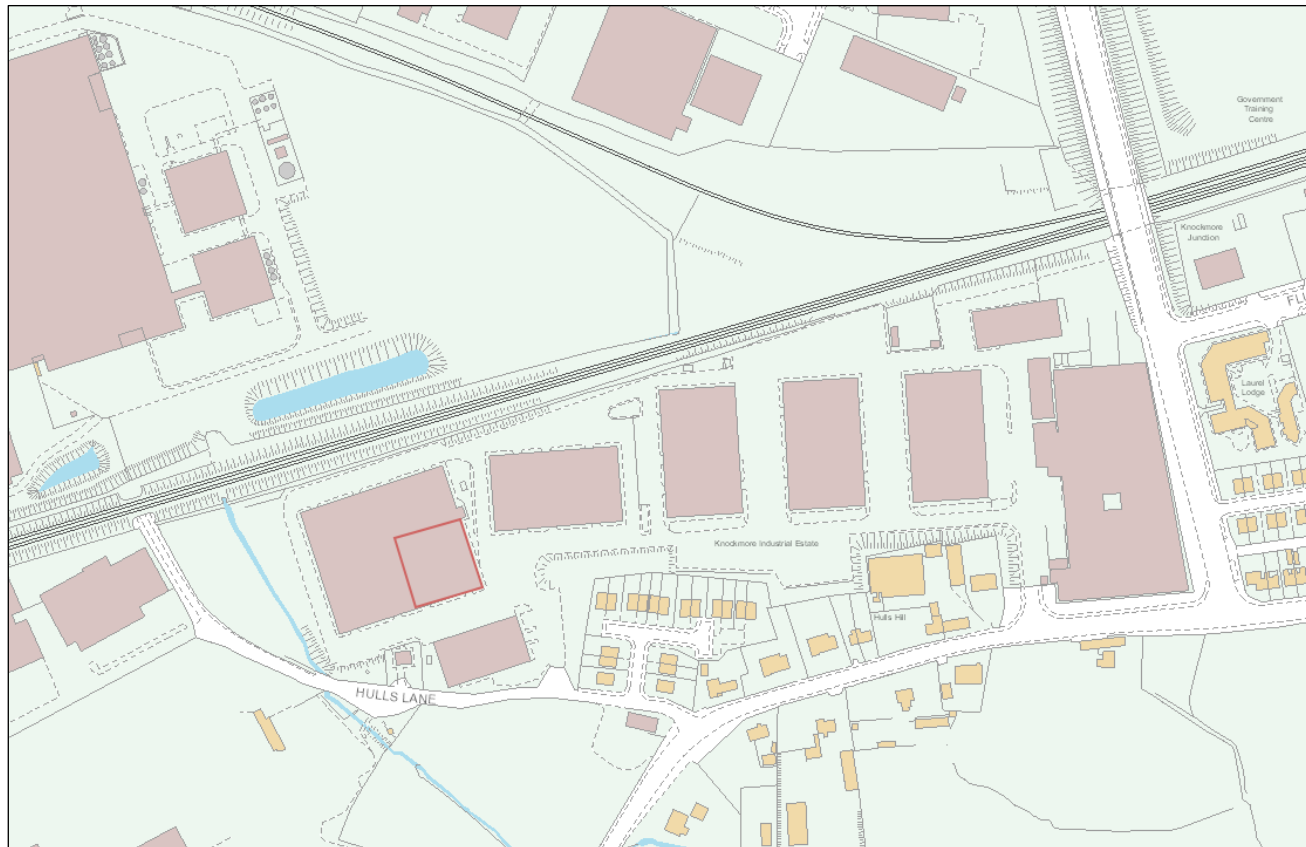 Government
Training
Centre
Knockmore
Junction
FL
Laurel
Lodge
Knockmore Industrial Estate
Hulls Hill
HULLS LANE